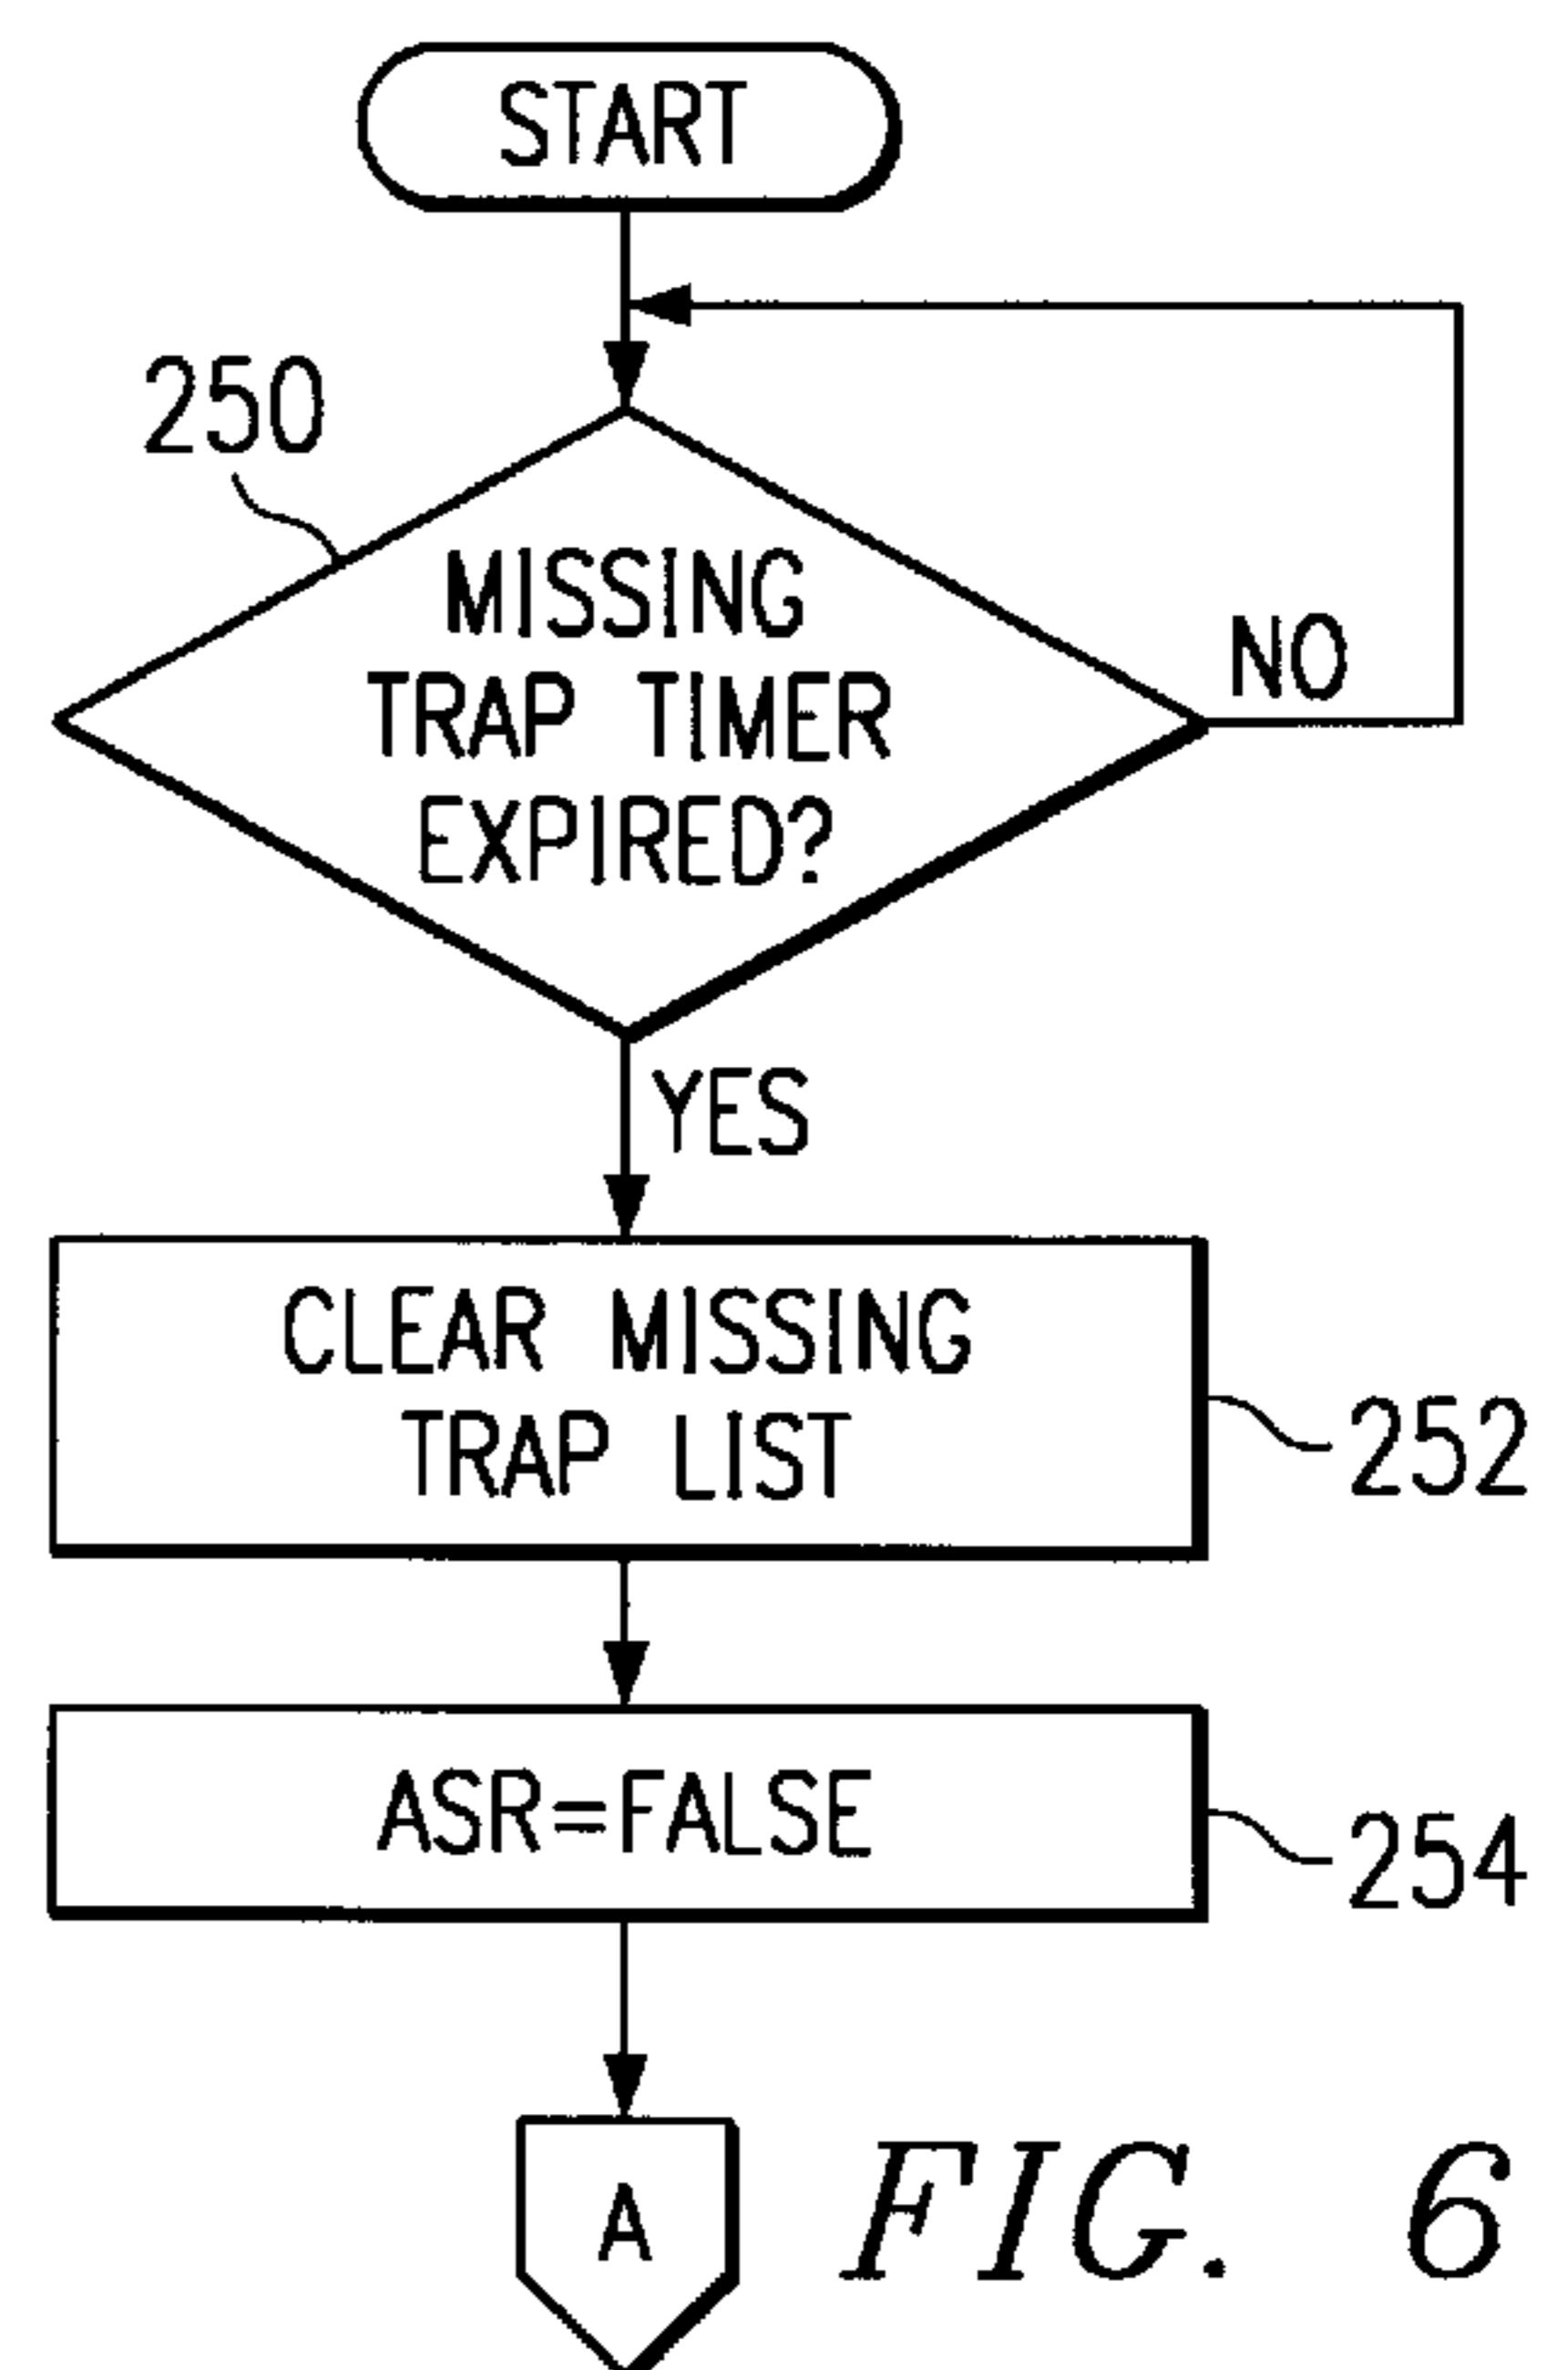 START
250
MISSING
TRAP TIMER
EXPIRED?
NO
YES
CLEAR MISSING
TRAP LIST
252
ASR=FALSE
254
A
FIG. 6